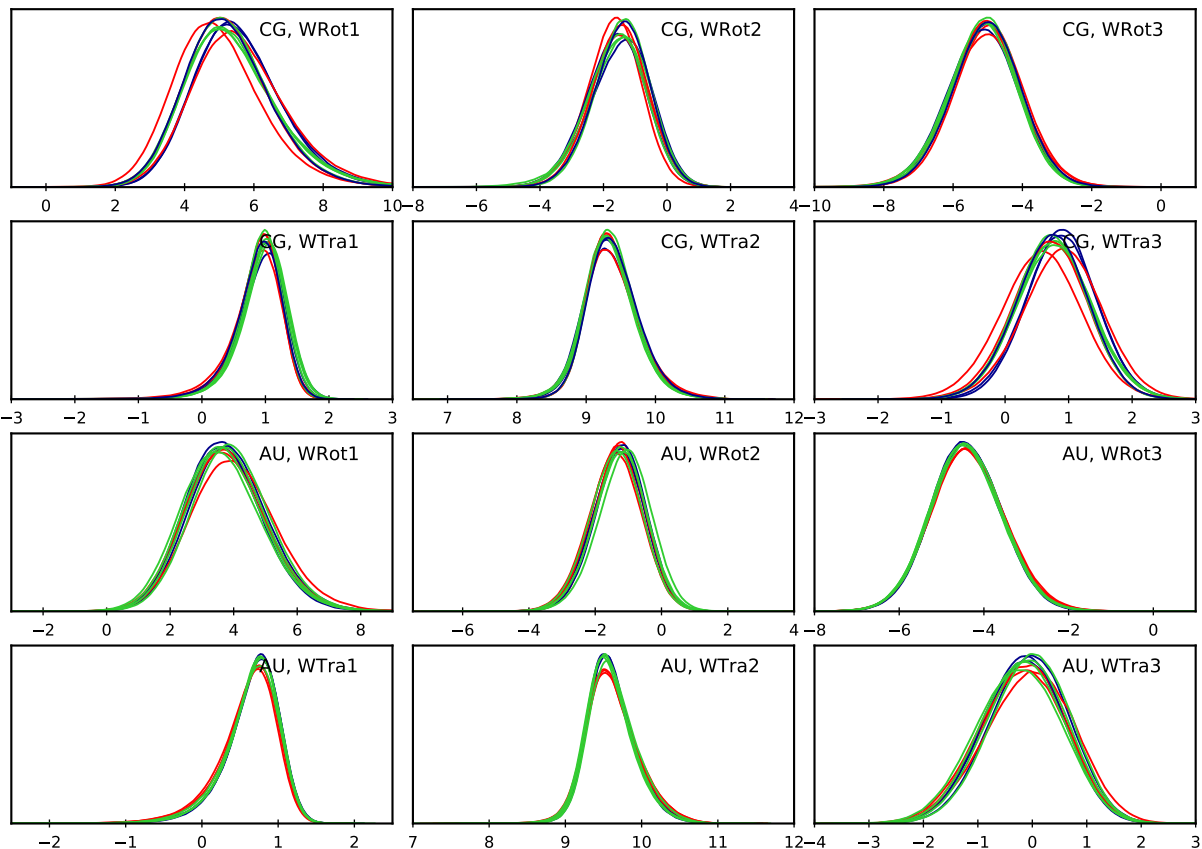 CG, WRot1
CG, WRot2
CG, WRot3
0 2 4 6 8 10
−8 −6 −4 −2 0 2 4
−10 −8 −6 −4 −2 0
CG, WTra1
CG, WTra2
CG, WTra3
−3 −2 −1 0 1 2 3
7 8 9 10 11 12
−3 −2 −1 0 1 2 3
AU, WRot1
AU, WRot2
AU, WRot3
−2 0 2 4 6 8
−6 −4 −2 0 2 4
−8 −6 −4 −2 0
AU, WTra1
AU, WTra2
AU, WTra3
−2 −1 0 1 2
7 8 9 10 11 12
−4 −3 −2 −1 0 1 2 3